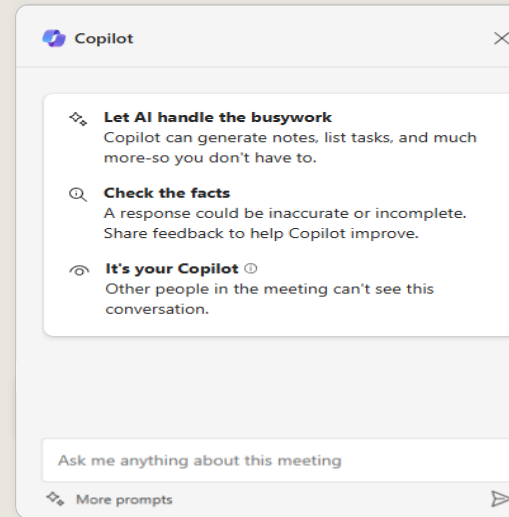 Copilot
Let AI handle the busywork
Copilot can generate notes, list tasks, and much
more-so you don't have to.
Check the facts
A response could be inaccurate or incomplete.
Share feedback to help Copilot improve.
It's your Copilot
Other people in the meeting can't see this
conversation.
Ask me anything about this meeting
More prompts